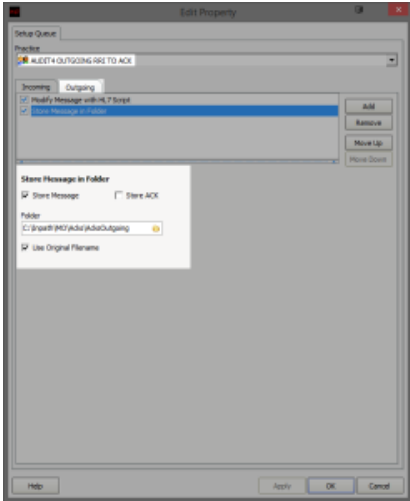 Edit Property
Setup Queue
Practice
AUDIT4 OUTGOING RRI TO ACK
Incoming Outgoing
Modify Message with HL7 Script
Store Message in Folder
Add
Remove
Move Up
Move Down
Store Message in Folder
Store Message Store ACK
Folder
Use Original Filename
Help Apply OK Cancel